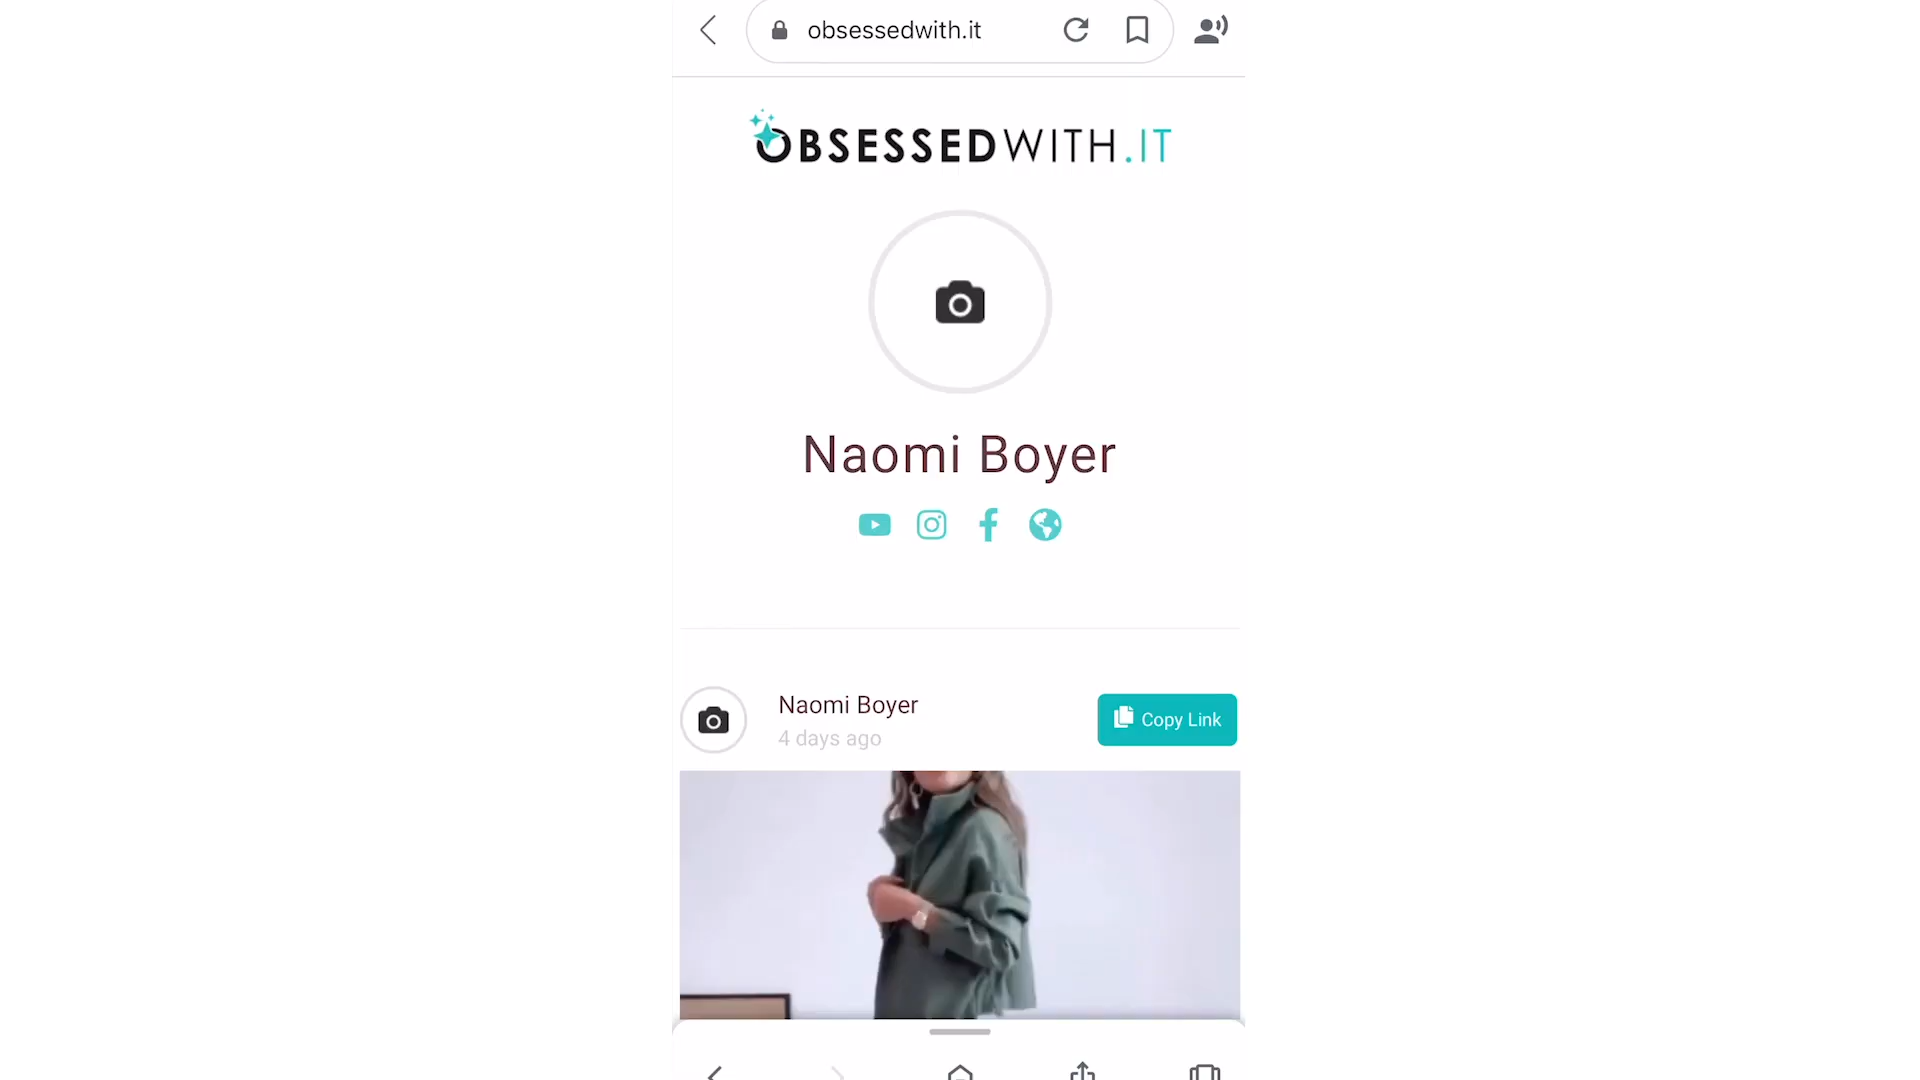 obsessedwith.it
OBSESSEDWITH.IT
Naomi Boyer
Naomi Boyer
4 days ago
Copy Link